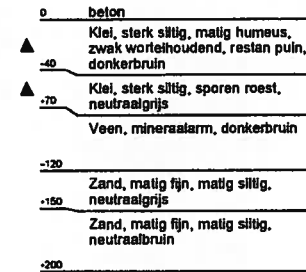 0 beton
Klei, sterk siltig, matig humeus,
zwak wortelhoudend, restan puin,
-40 donkerbruin
Klei, sterk siltig, sporen roest,
-70 neutraalgrijs
Veen, mineraalarm, donkerbruin
-120
Zand, matig fijn, matig siltig,
-150 neutraalgrijs
Zand, matig fijn, matig siltig,
neutraalbruin
-200